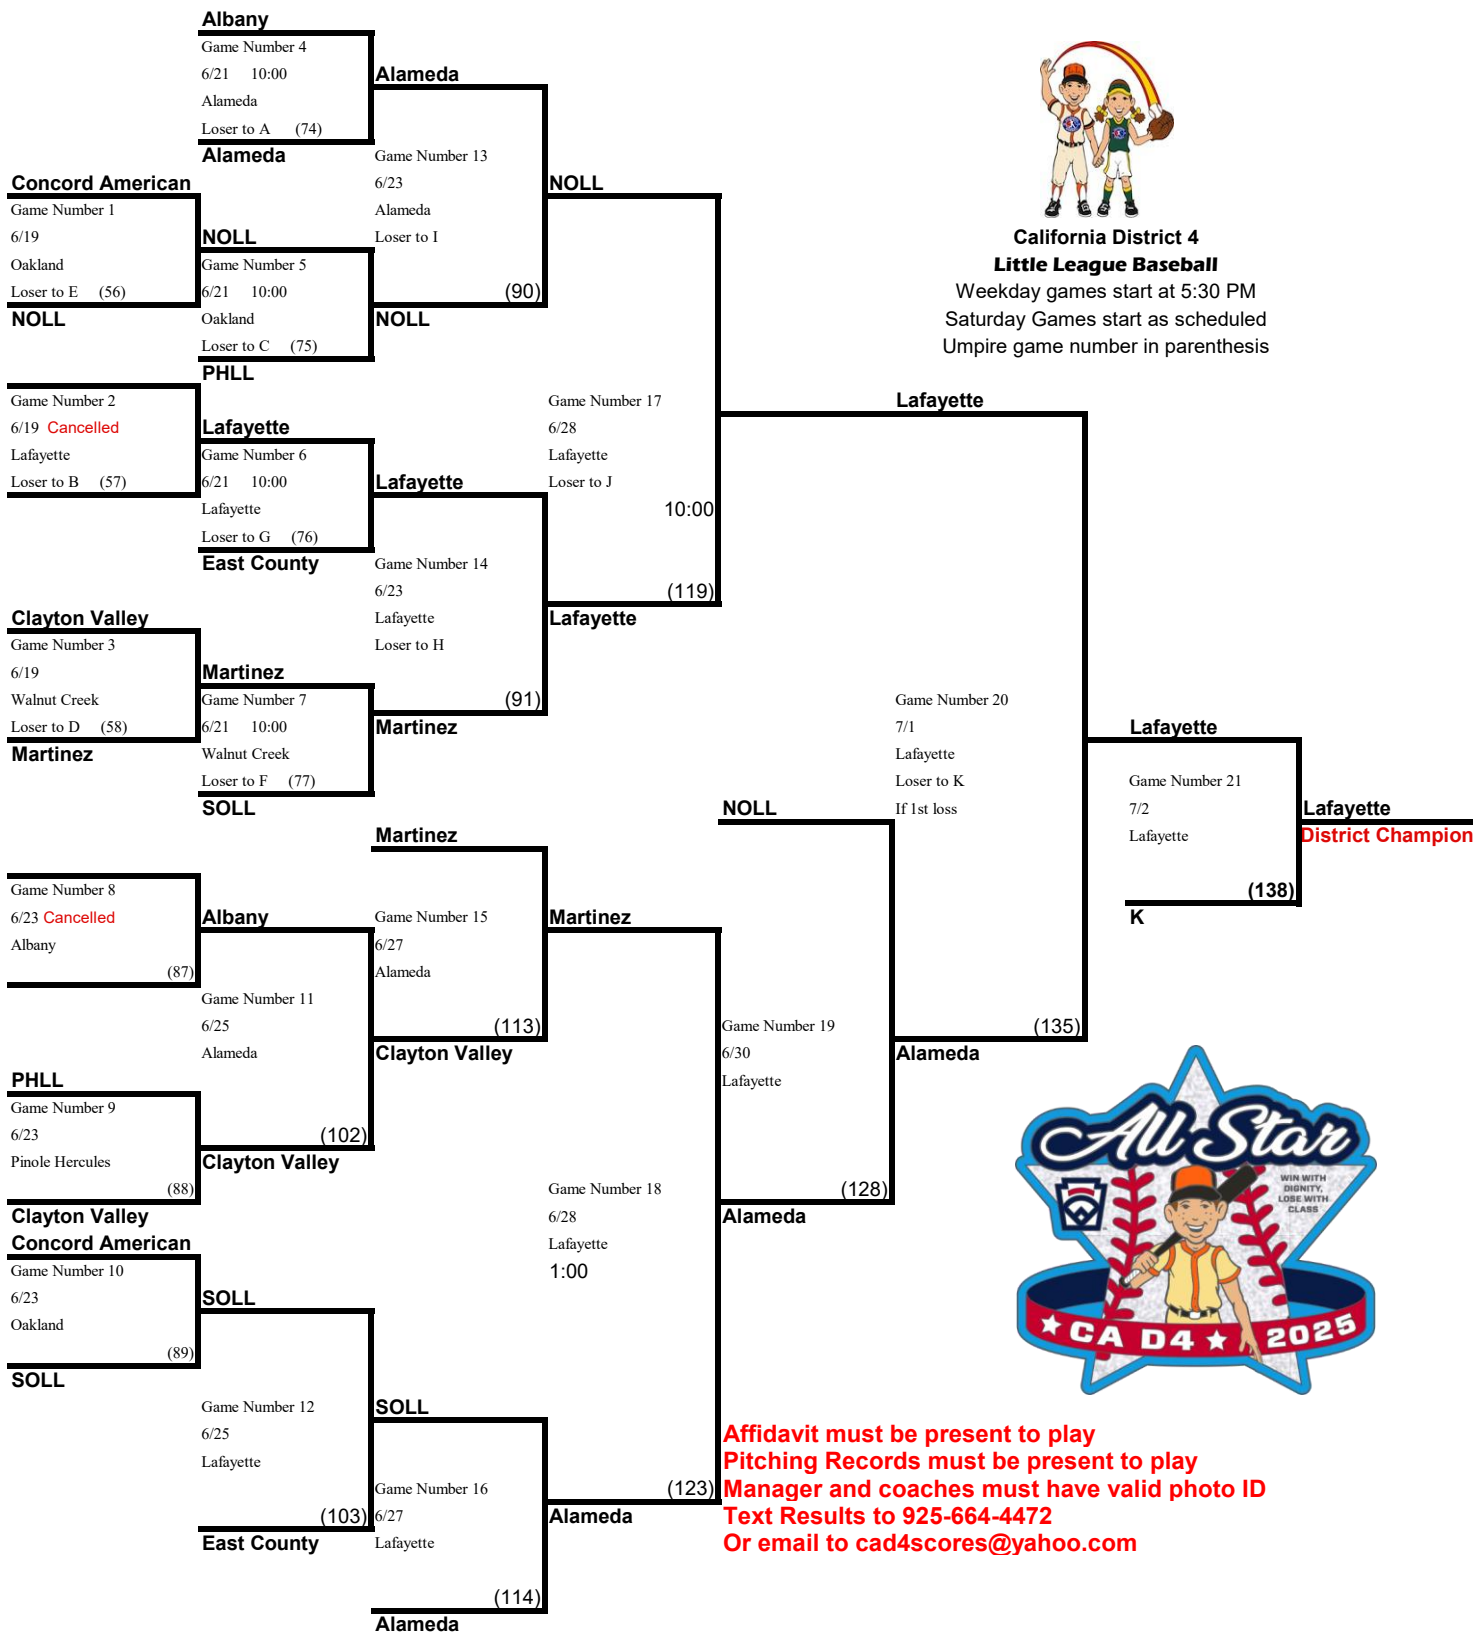 Albany
Game Number 4
6/21 10:00
Alameda
Loser to A (74)
Alameda
Concord American
Game Number 1
6/19
Oakland
Loser to E (56)
NOLL
NOLL
Game Number 5
6/21 10:00
Oakland
Loser to C (75)
PHLL
Alameda
Game Number 13
6/23
Alameda
Loser to I
(90)
NOLL
Game Number 2
6/19 Cancelled
Lafayette
Loser to B (57)
Lafayette
Game Number 6
6/21 10:00
Lafayette
Loser to G (76)
East County
Clayton Valley
Game Number 3
6/19
Walnut Creek
Loser to D (58)
Martinez
Martinez
Game Number 7
6/21 10:00
Walnut Creek
Loser to F (77)
SOLL
Lafayette
Game Number 14
6/23
Lafayette
Loser to H
(91)
Martinez
NOLL
Game Number 17
6/28
Lafayette
Loser to J
10:00
(119)
Lafayette
California District 4
Little League Baseball
Weekday games start at 5:30 PM
Saturday Games start as scheduled
Umpire game number in parenthesis
Lafayette
Game Number 20
7/1
Lafayette
Loser to K
If 1st loss
(135)
Alameda
Lafayette
Game Number 21
7/2
Lafayette
(138)
K
Lafayette
District Champion
Game Number 8
6/23 Cancelled
Albany
(87)
PHLL
Game Number 9
6/23
Pinole Hercules
(88)
Clayton Valley
Concord American
Game Number 10
6/23
Oakland
(89)
SOLL
Albany
Game Number 11
6/25
Alameda
(102)
Clayton Valley
SOLL
Game Number 12
6/25
Lafayette
(103)
East County
Martinez
Game Number 15
6/27
Alameda
(113)
Clayton Valley
SOLL
Game Number 16
6/27
Lafayette
(114)
Alameda
Martinez
Game Number 18
6/28
Lafayette
1:00
(123)
Alameda
NOLL
Game Number 19
6/30
Lafayette
(128)
Alameda
All Star
WIN WITH
DIGNITY,
LOSE WITH
CLASS
CA D4 2025
Affidavit must be present to play
Pitching Records must be present to play
Manager and coaches must have valid photo ID
Text Results to 925-664-4472
Or email to cad4scores@yahoo.com